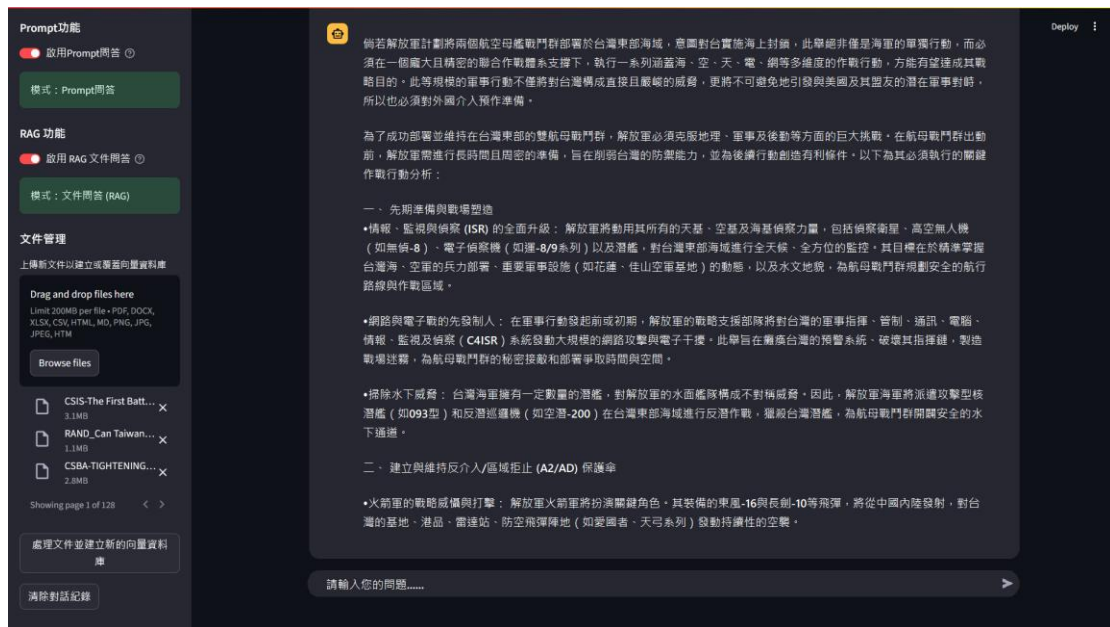 Prompt功能
啟用Prompt問答
模式：Prompt問答
RAG 功能
啟用 RAG 文件問答
模式：文件問答 (RAG)
文件管理
上傳新文件以建立或覆蓋向量資料庫
Drag and drop files here
Limit 200MB per file • PDF, DOCX,
XLSX, CSV, HTML, MD, PNG, JPG,
JPEG, HTM
Browse files
CSIS-The First Batt...
3.1MB
RAND_Can Taiwan...
1.1MB
CSBA-TIGHTENING...
2.8MB
Showing page 1 of 128
處理文件並建立新的向量資料
庫
清除對話紀錄
Deploy
倘若解放軍計劃將兩個航空母艦戰鬥群部署於台灣東部海域，意圖對台實施海上封鎖，此舉絕非僅是海軍的單獨行動，而必
須在一個龐大且精密的聯合作戰體系支撐下，執行一系列涵蓋海、空、天、電、網等多維度的作戰行動，方能有望達成其戰
略目的。此等規模的軍事行動不僅將對台灣構成直接且嚴峻的威脅，更將不可避免地引發與美國及其盟友的潛在軍事對峙，
所以也必須對外國介入預作準備。
為了成功部署並維持在台灣東部的雙航母戰鬥群，解放軍必須克服地理、軍事及後勤等方面的巨大挑戰。在航母戰鬥群出動
前，解放軍需進行長時間且周密的準備，旨在削弱台灣的防禦能力，並為後續行動創造有利條件。以下為其必須執行的關鍵
作戰行動分析：
一、 先期準備與戰場塑造
•情報、監視與偵察 (ISR) 的全面升級： 解放軍將動用其所有的天基、空基及海基偵察力量，包括偵察衛星、高空無人機
（如無偵-8）、電子偵察機（如運-8/9系列）以及潛艦，對台灣東部海域進行全天候、全方位的監控。其目標在於精準掌握
台灣海、空軍的兵力部署、重要軍事設施（如花蓮、佳山空軍基地）的動態，以及水文地貌，為航母戰鬥群規劃安全的航行
路線與作戰區域。
•網路與電子戰的先發制人： 在軍事行動發起前或初期，解放軍的戰略支援部隊將對台灣的軍事指揮、管制、通訊、電腦、
情報、監視及偵察（C4ISR）系統發動大規模的網路攻擊與電子干擾。此舉旨在癱瘓台灣的預警系統、破壞其指揮鏈，製造
戰場迷霧，為航母戰鬥群的秘密接敵和部署爭取時間與空間。
•掃除水下威脅： 台灣海軍擁有一定數量的潛艦，對解放軍的水面艦隊構成不對稱威脅。因此，解放軍海軍將派遣攻擊型核
潛艦（如093型）和反潛巡邏機（如空潛-200）在台灣東部海域進行反潛作戰，獵殺台灣潛艦，為航母戰鬥群開闢安全的水
下通道。
二、 建立與維持反介入/區域拒止 (A2/AD) 保護傘
•火箭軍的戰略威懾與打擊： 解放軍火箭軍將扮演關鍵角色。其裝備的東風-16與長劍-10等飛彈，將從中國內陸發射，對台
灣的基地、港品、雷達站、防空飛彈陣地（如愛國者、天弓系列）發動持續性的空襲。
請輸入您的問題......